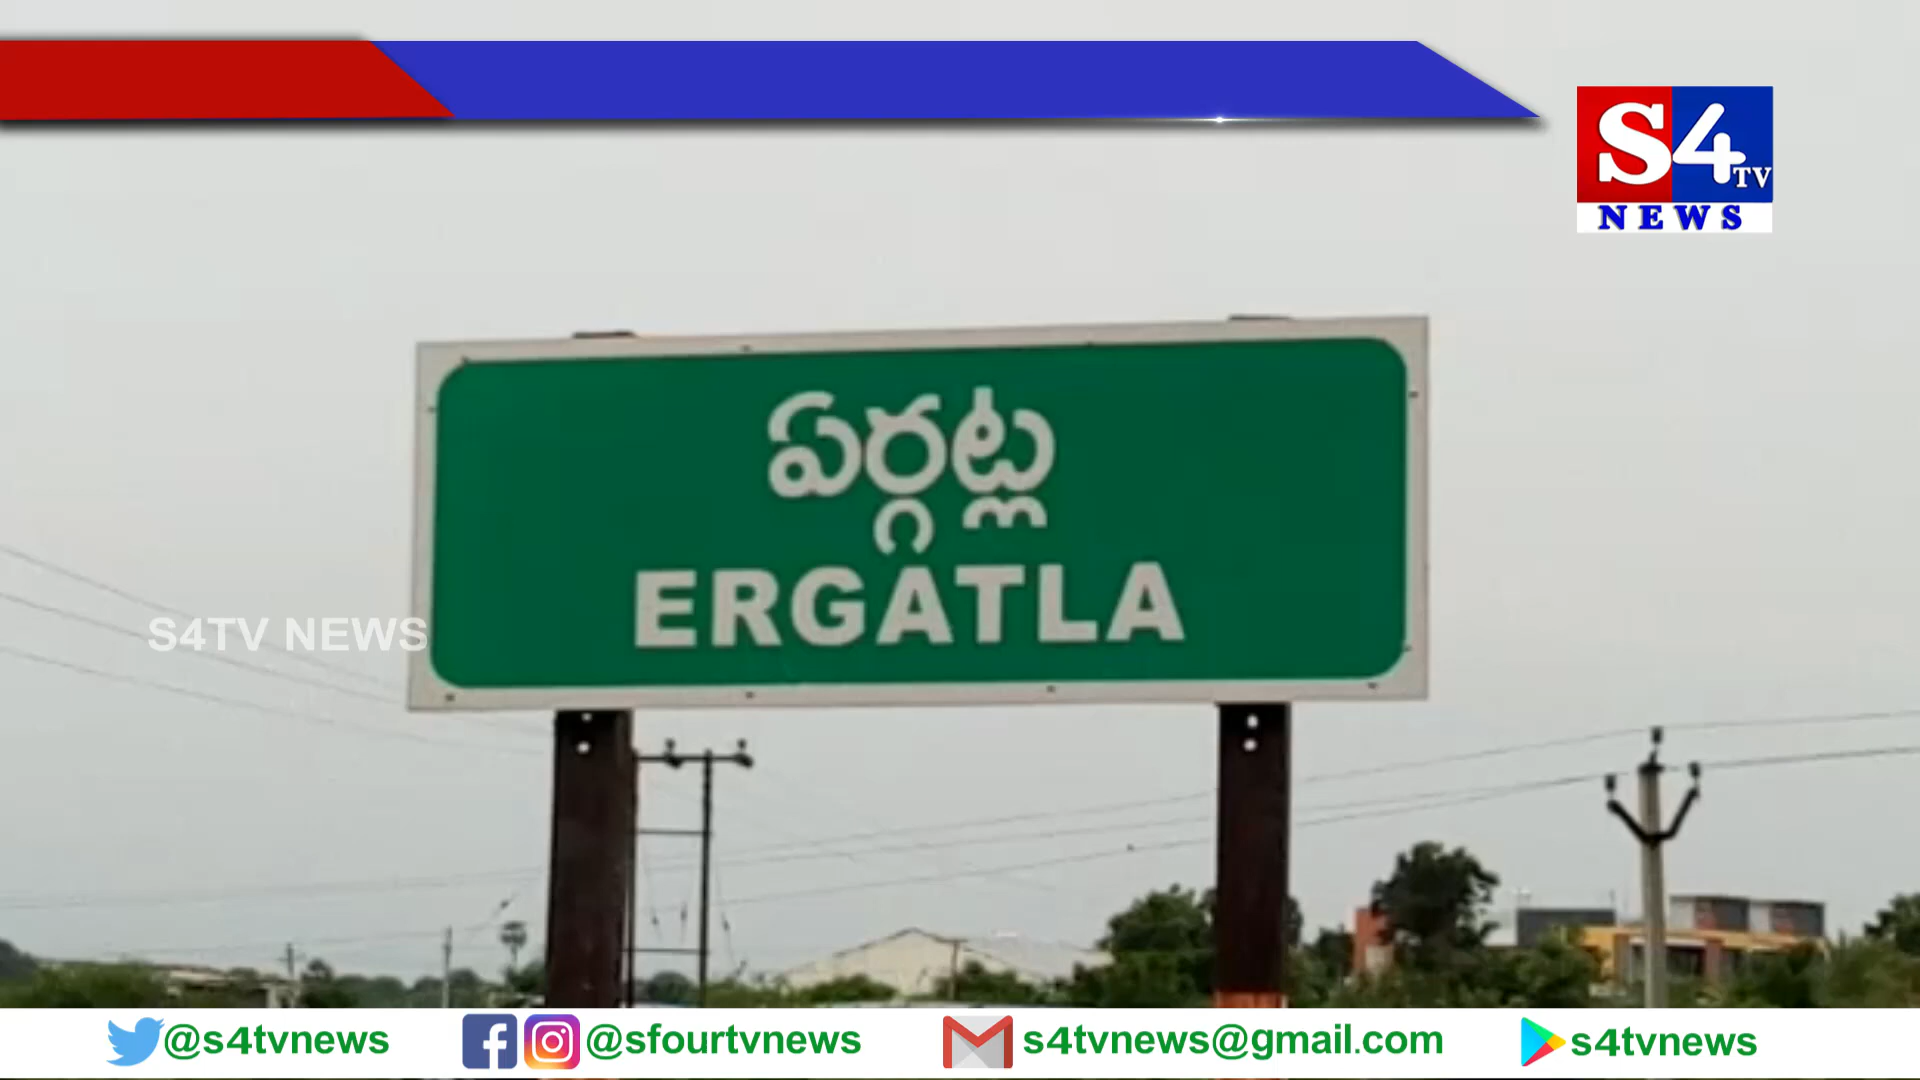 S4
TV
NEWS
ఏర్గట్ల
ERGATLA
S4TV NEWS
@s4tvnews
@sfourtvnews
s4tvnews@gmail.com
s4tvnews